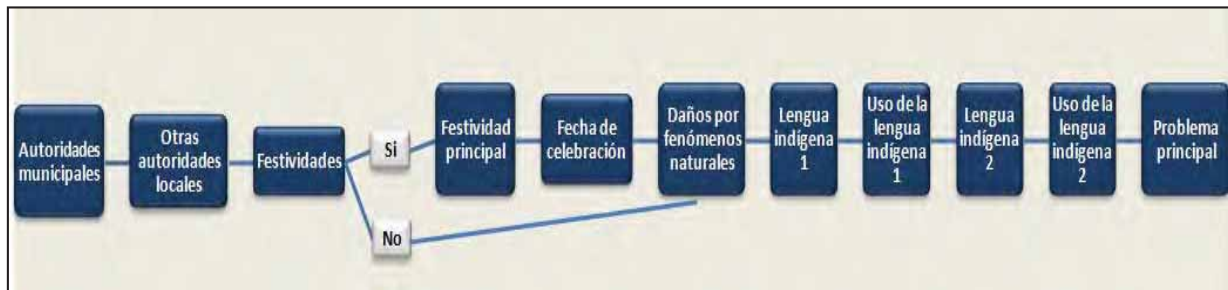 Autoridades
municipales
Otras
autoridades
locales
Festividades
Si
No
Festividad
principal
Fecha de
celebración
Daños por
fenómenos
naturales
Lengua
indígena
1
Uso de la
lengua
indígena
1
Lengua
indígena
2
Uso de la
lengua
indígena
2
Problema
principal